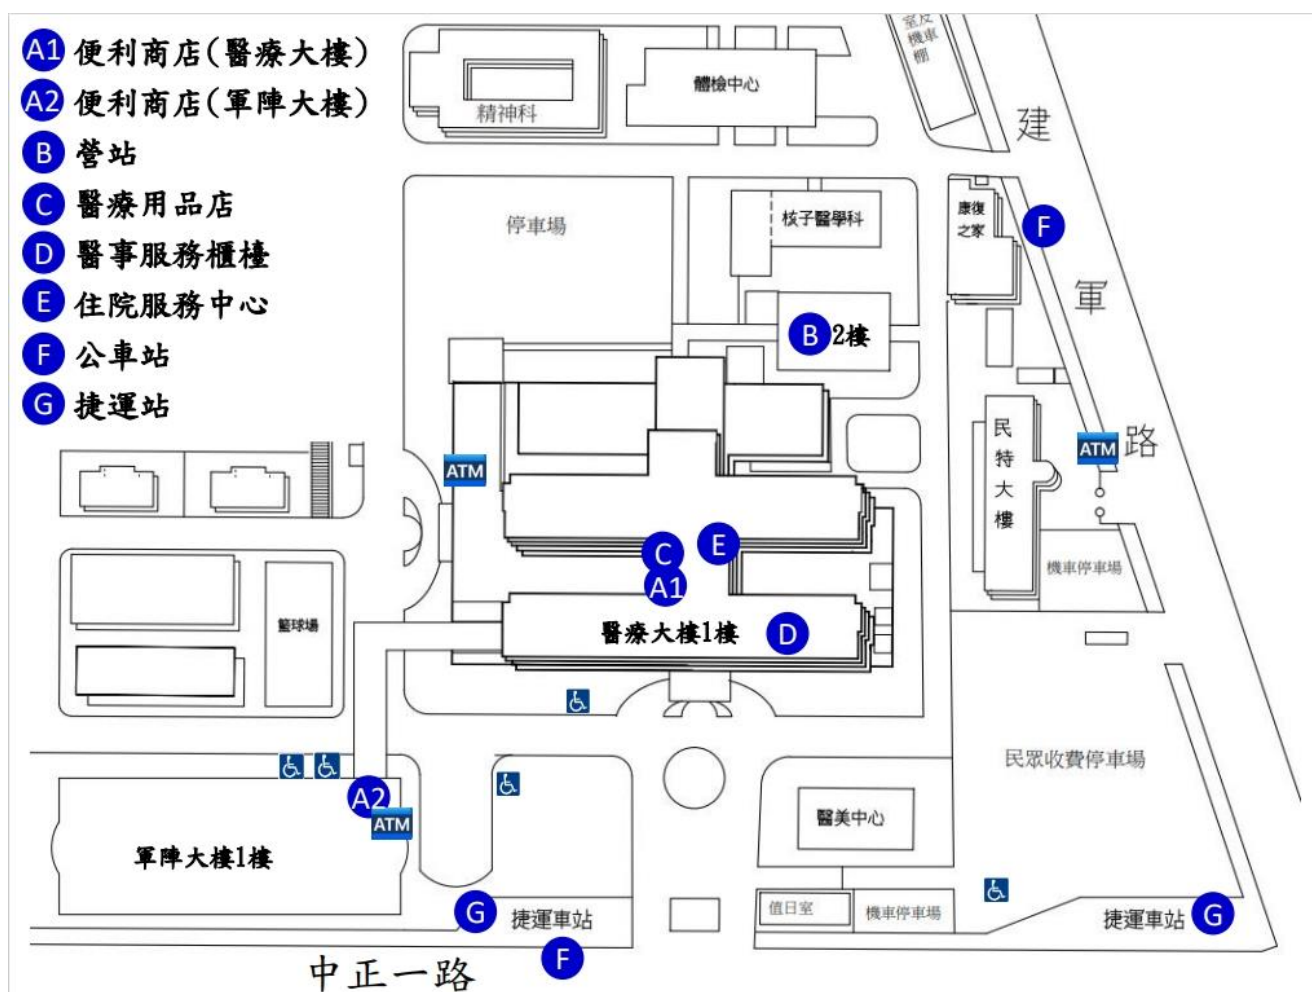 A1 便利商店(醫療大樓)
A2 便利商店(軍陣大樓)
B 營站
C 醫療用品店
D 醫事服務櫃檯
E 住院服務中心
F 公車站
G 捷運站
室及
機車
棚
精神科
體檢中心
建軍路
停車場
核子醫學科
康復
之家
F
B 2樓
ATM
民特大樓
ATM
C
E
A1
機車停車場
籃球場
醫療大樓1樓
D
民眾收費停車場
A2
ATM
軍陣大樓1樓
醫美中心
G 捷運車站
值日室
機車停車場
捷運車站 G
F
中正一路